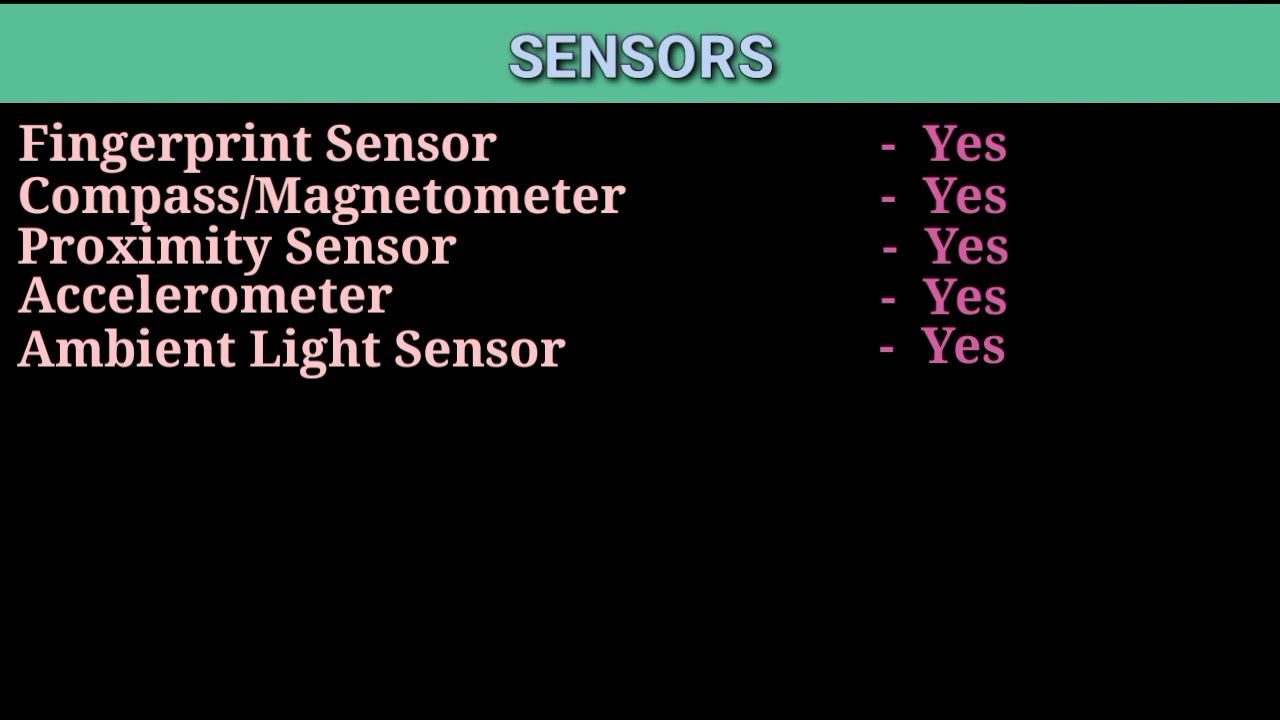 SENSORS
Fingerprint Sensor - Yes
Compass/Magnetometer - Yes
Proximity Sensor - Yes
Accelerometer - Yes
Ambient Light Sensor - Yes